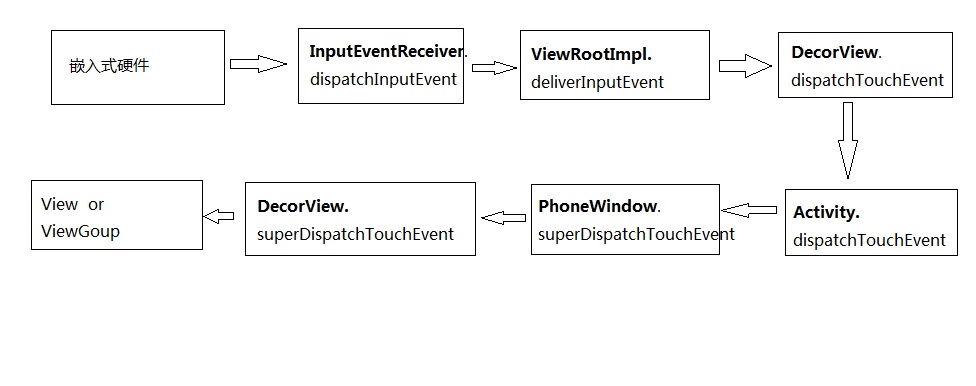 嵌入式硬件
InputEventReceiver.
dispatchInputEvent
ViewRootImpl.
deliverInputEvent
DecorView.
dispatchTouchEvent
Activity.
dispatchTouchEvent
PhoneWindow.
superDispatchTouchEvent
DecorView.
superDispatchTouchEvent
View or
ViewGoup